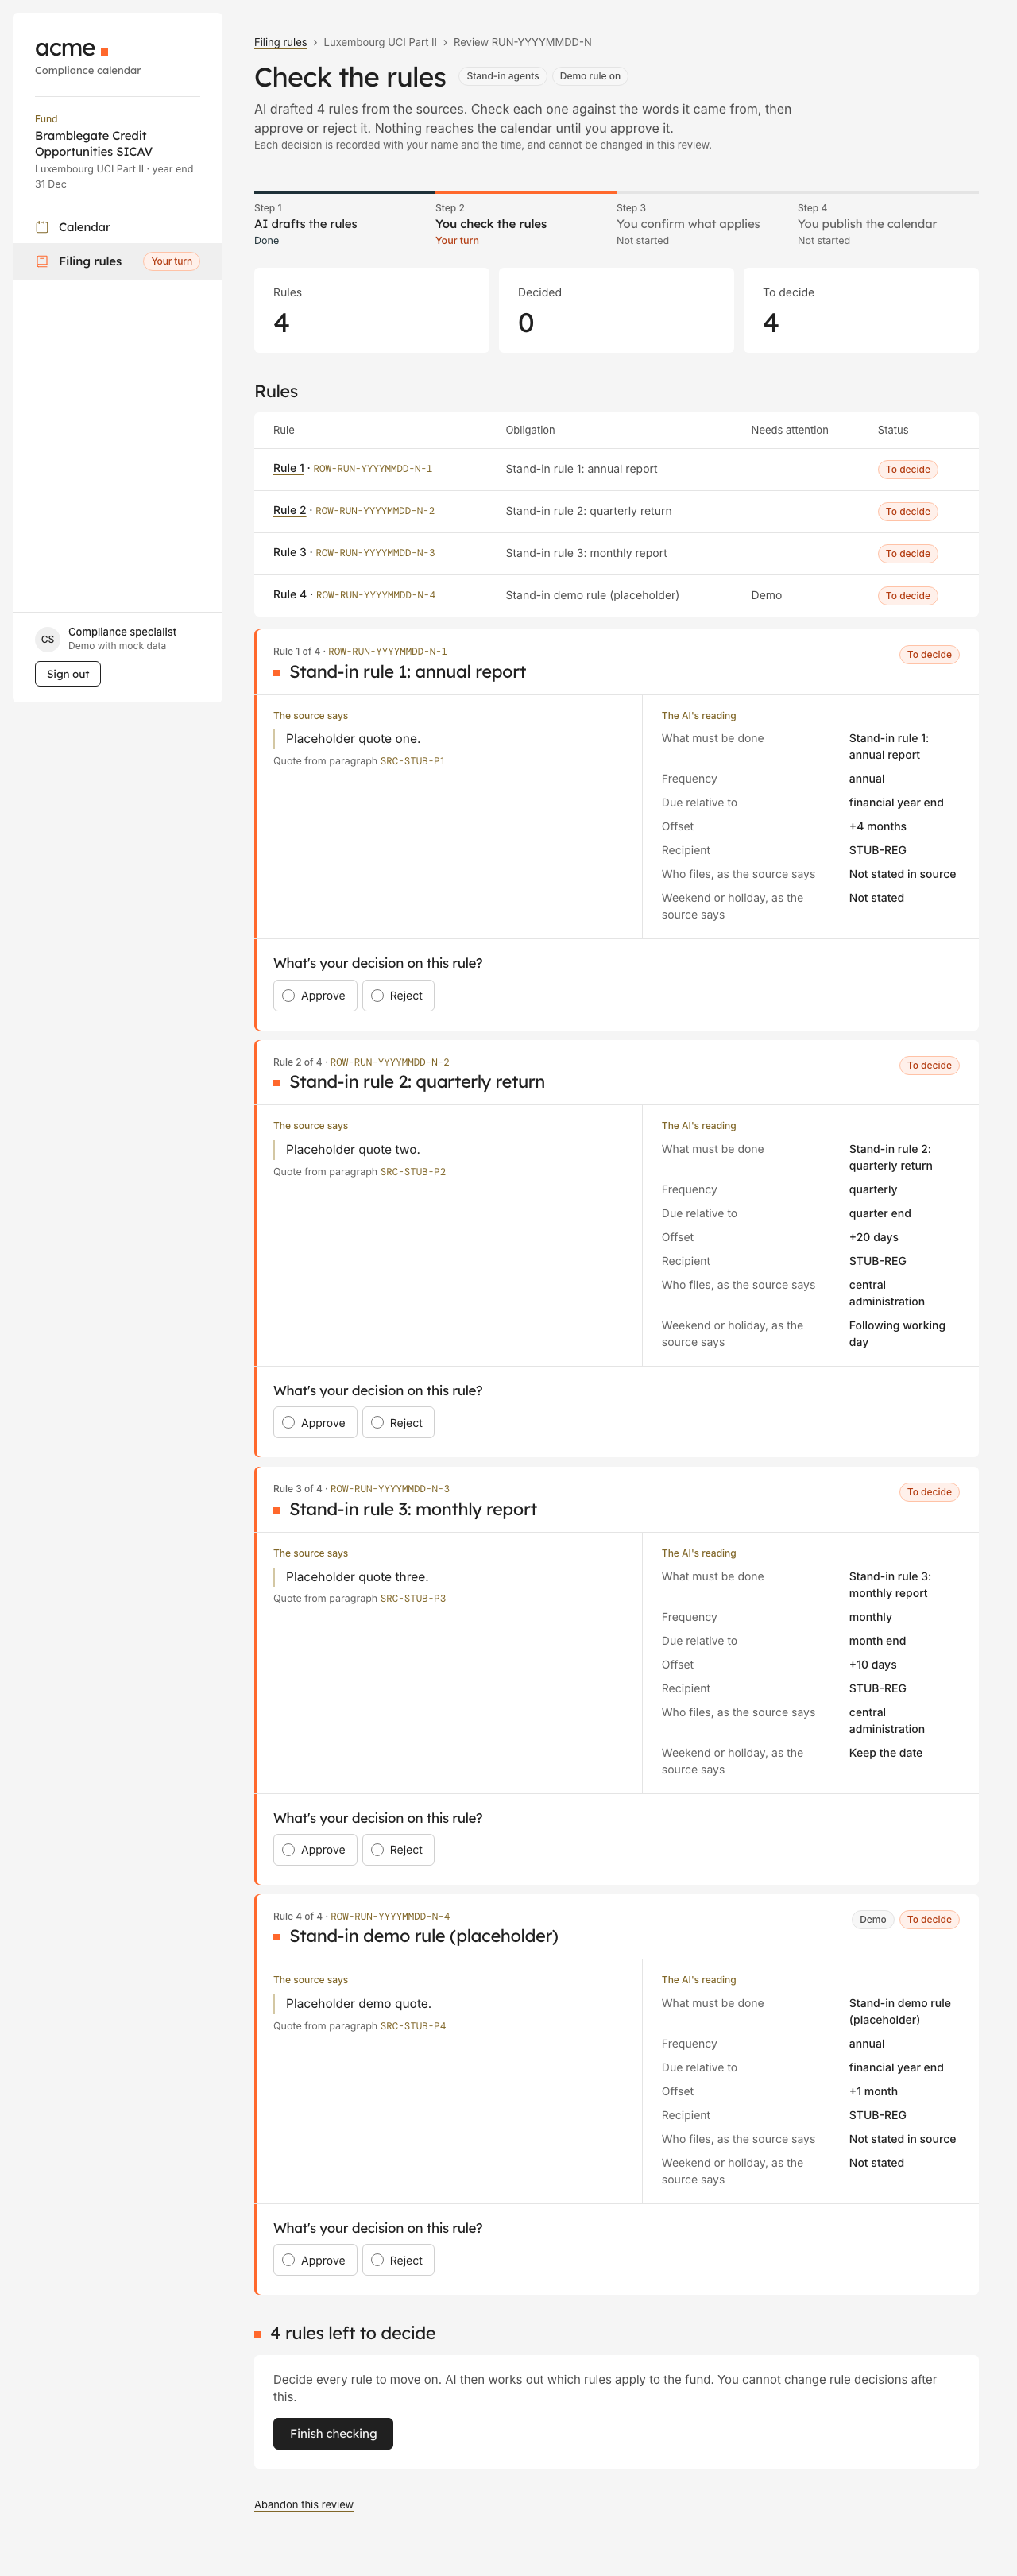 acme
Compliance calendar
Fund
Bramblegate Credit
Opportunities SICAV
Luxembourg UCI Part II · year end
31 Dec
Calendar
Filing rules Your turn
CS Compliance specialist
Demo with mock data
Sign out
Filing rules › Luxembourg UCI Part II › Review RUN-YYYYMMDD-N
Check the rules Stand-in agents Demo rule on
AI drafted 4 rules from the sources. Check each one against the words it came from, then
approve or reject it. Nothing reaches the calendar until you approve it.
Each decision is recorded with your name and the time, and cannot be changed in this review.
Step 1
AI drafts the rules
Done
Step 2
You check the rules
Your turn
Step 3
You confirm what applies
Not started
Step 4
You publish the calendar
Not started
Rules
4
Decided
0
To decide
4
Rules
Rule Obligation Needs attention Status
Rule 1 · ROW-RUN-YYYYMMDD-N-1 Stand-in rule 1: annual report To decide
Rule 2 · ROW-RUN-YYYYMMDD-N-2 Stand-in rule 2: quarterly return To decide
Rule 3 · ROW-RUN-YYYYMMDD-N-3 Stand-in rule 3: monthly report To decide
Rule 4 · ROW-RUN-YYYYMMDD-N-4 Stand-in demo rule (placeholder) Demo To decide
Rule 1 of 4 · ROW-RUN-YYYYMMDD-N-1 To decide
Stand-in rule 1: annual report
The source says
Placeholder quote one.
Quote from paragraph SRC-STUB-P1
The AI's reading
What must be done Stand-in rule 1:
annual report
Frequency annual
Due relative to financial year end
Offset +4 months
Recipient STUB-REG
Who files, as the source says Not stated in source
Weekend or holiday, as the Not stated
source says
What's your decision on this rule?
Approve Reject
Rule 2 of 4 · ROW-RUN-YYYYMMDD-N-2 To decide
Stand-in rule 2: quarterly return
The source says
Placeholder quote two.
Quote from paragraph SRC-STUB-P2
The AI's reading
What must be done Stand-in rule 2:
quarterly return
Frequency quarterly
Due relative to quarter end
Offset +20 days
Recipient STUB-REG
Who files, as the source says central
administration
Weekend or holiday, as the Following working
source says day
What's your decision on this rule?
Approve Reject
Rule 3 of 4 · ROW-RUN-YYYYMMDD-N-3 To decide
Stand-in rule 3: monthly report
The source says
Placeholder quote three.
Quote from paragraph SRC-STUB-P3
The AI's reading
What must be done Stand-in rule 3:
monthly report
Frequency monthly
Due relative to month end
Offset +10 days
Recipient STUB-REG
Who files, as the source says central
administration
Weekend or holiday, as the Keep the date
source says
What's your decision on this rule?
Approve Reject
Rule 4 of 4 · ROW-RUN-YYYYMMDD-N-4 Demo To decide
Stand-in demo rule (placeholder)
The source says
Placeholder demo quote.
Quote from paragraph SRC-STUB-P4
The AI's reading
What must be done Stand-in demo rule
(placeholder)
Frequency annual
Due relative to financial year end
Offset +1 month
Recipient STUB-REG
Who files, as the source says Not stated in source
Weekend or holiday, as the Not stated
source says
What's your decision on this rule?
Approve Reject
4 rules left to decide
Decide every rule to move on. AI then works out which rules apply to the fund. You cannot change rule decisions after
this.
Finish checking
Abandon this review